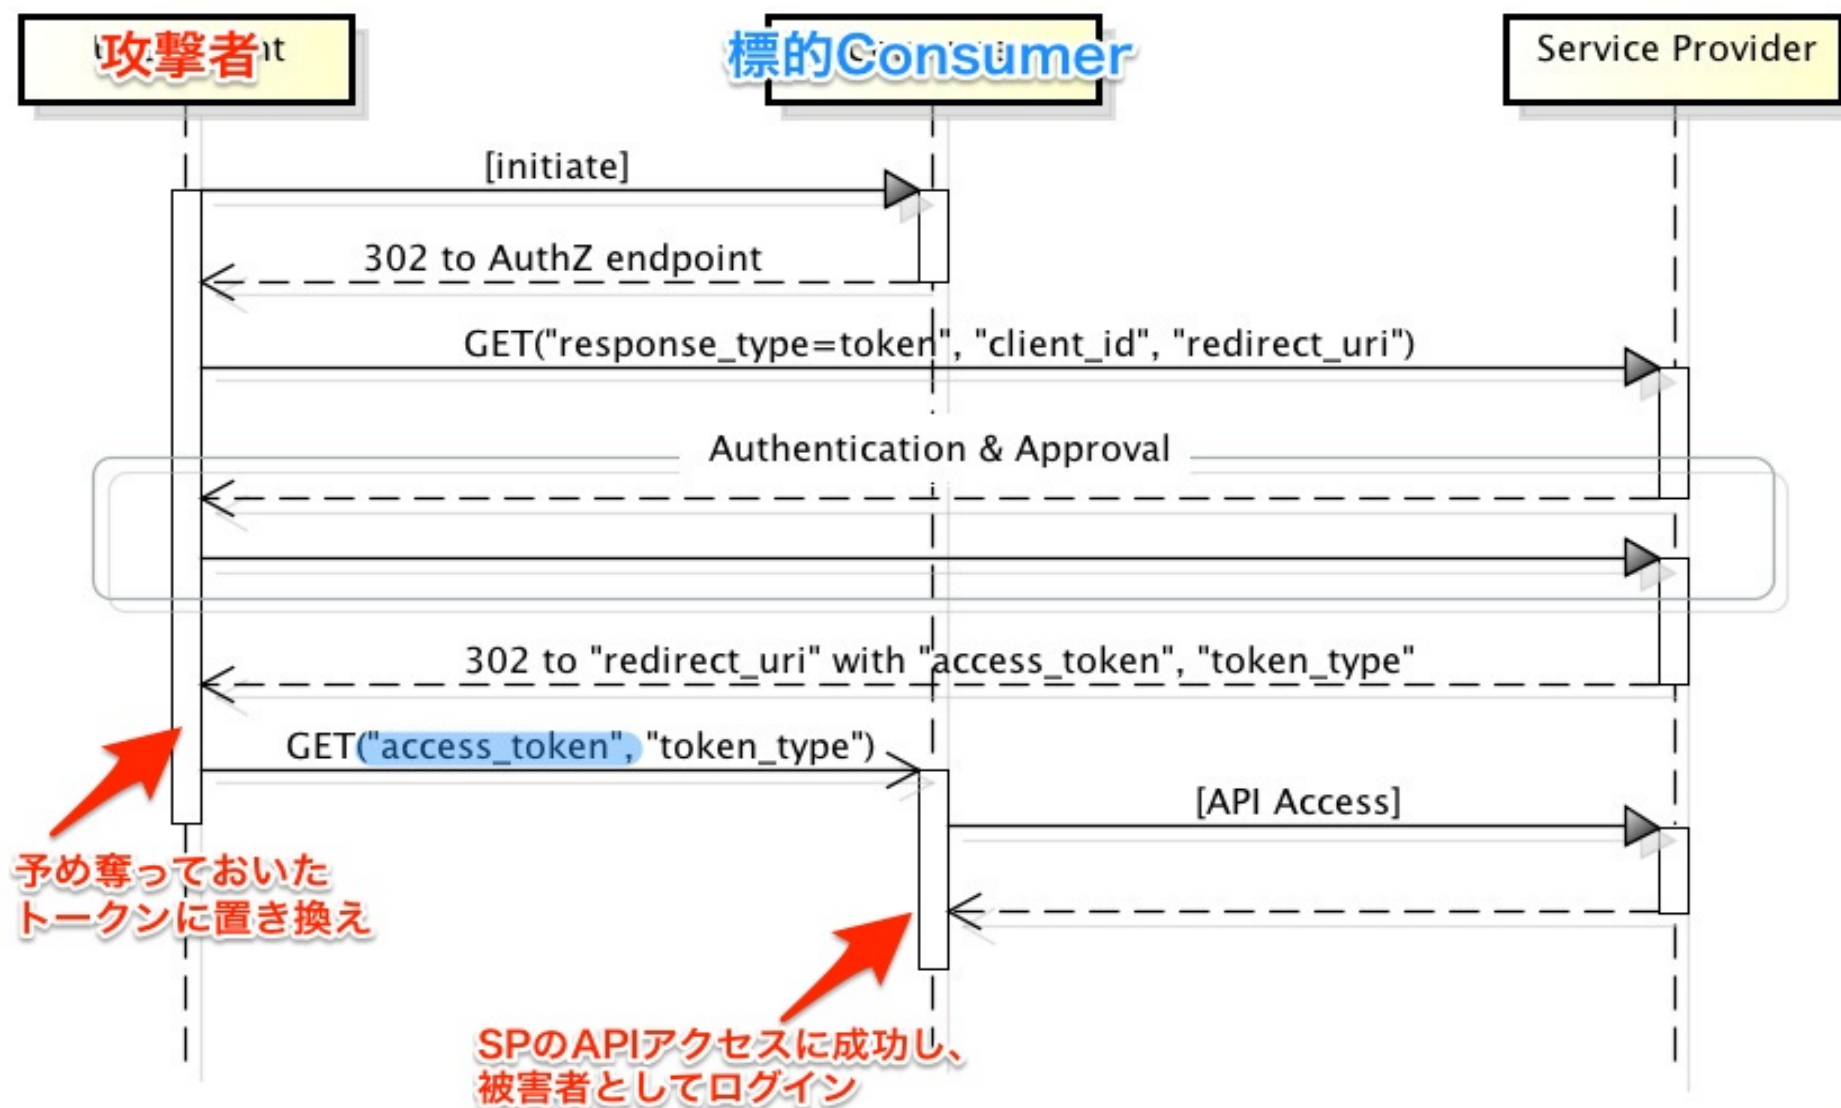 攻撃者
標的Consumer
Service Provider
[initiate]
302 to AuthZ endpoint
GET("response_type=token", "client_id", "redirect_uri")
Authentication & Approval
302 to "redirect_uri" with "access_token", "token_type"
GET("access_token", "token_type")
[API Access]
予め奪っておいた
トークンに置き換え
SPのAPIアクセスに成功し、
被害者としてログイン